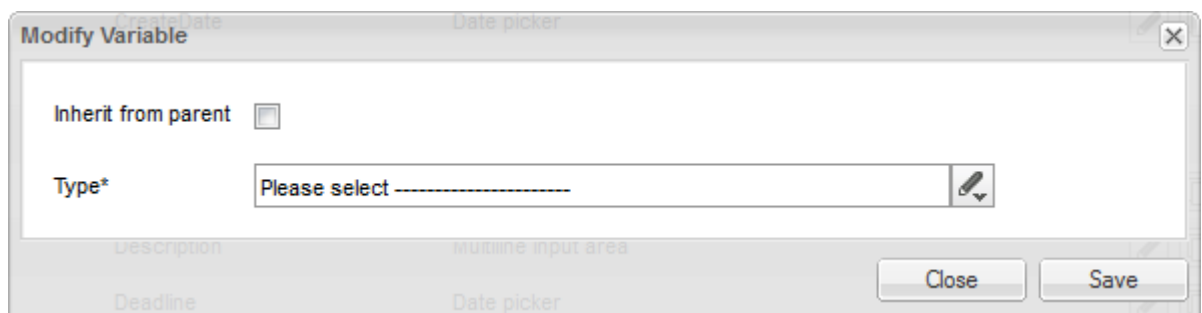 CreateDate Date picker
Modify Variable
Inherit from parent
Type* Please select ----------------------
Description Multiline input area
Close Save
Deadline Date picker